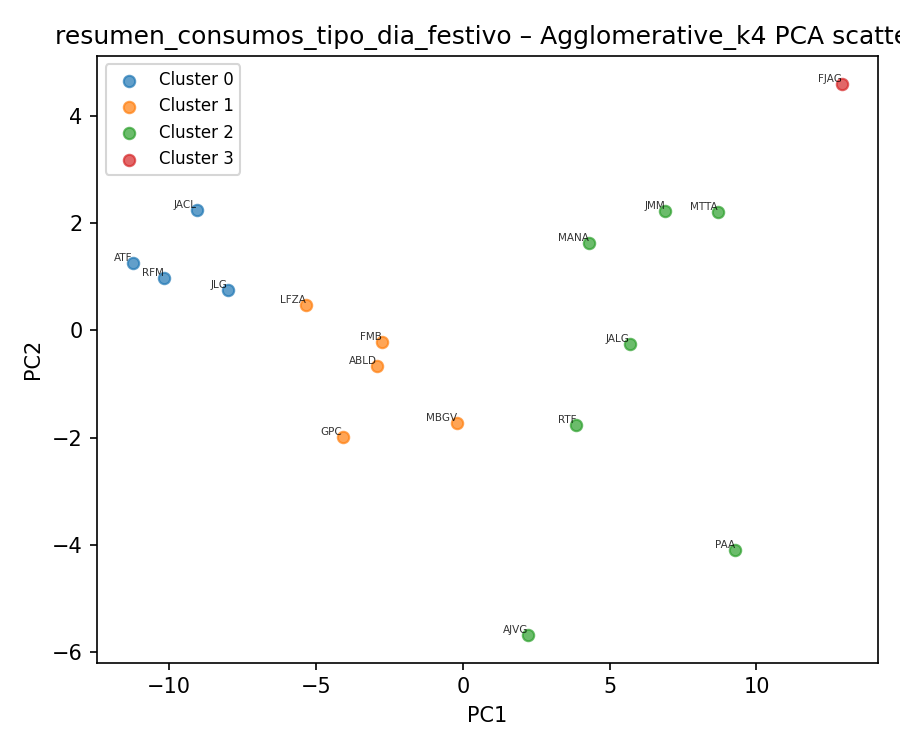 resumen_consumos_tipo_dia_festivo – Agglomerative_k4 PCA scatte
Cluster 0
Cluster 1
Cluster 2
Cluster 3
FJAG
JACL
JMM
MTTA
MANA
ATF
RFM
JLG
LFZA
FMB
JALG
ABLD
MBGV
RTF
GPC
PAA
AJVG
4
2
0
−2
−4
−6
PC2
−10
−5
0
5
10
PC1